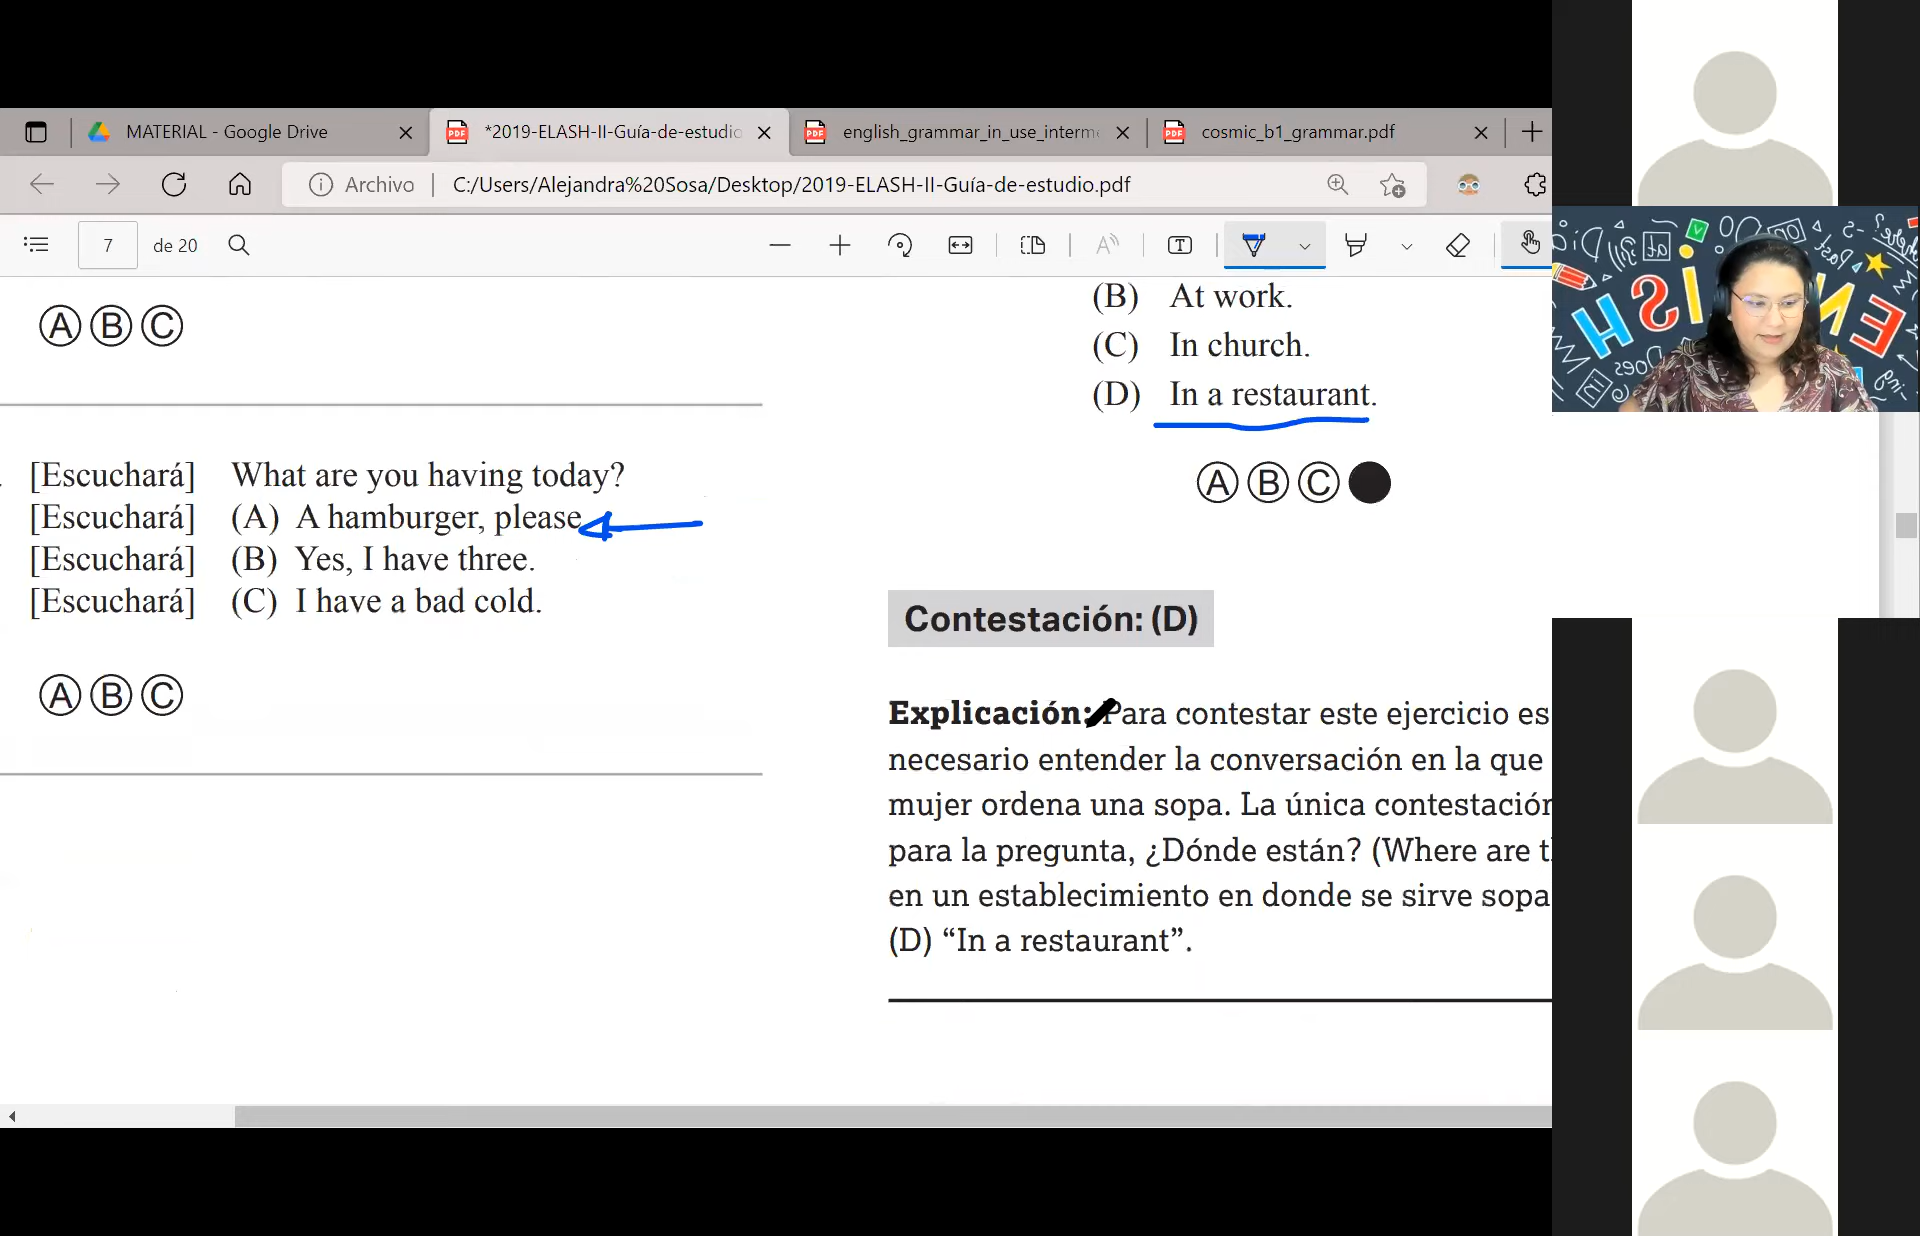 MATERIAL - Google Drive
*2019-ELASH-II-Guía-de-estudio
english_grammar_in_use_interme
cosmic_b1_grammar.pdf
Archivo
C:/Users/Alejandra%20Sosa/Desktop/2019-ELASH-II-Guía-de-estudio.pdf
7
de 20
A B C
[Escuchará] What are you having today?
[Escuchará] (A) A hamburger, please
[Escuchará] (B) Yes, I have three.
[Escuchará] (C) I have a bad cold.
A B C
(B) At work.
(C) In church.
(D) In a restaurant.
A B C
Contestación: (D)
Explicación: Para contestar este ejercicio es
necesario entender la conversación en la que
mujer ordena una sopa. La única contestación
para la pregunta, ¿Dónde están? (Where are t
en un establecimiento en donde se sirve sopa
(D) “In a restaurant”.
ENGLISH